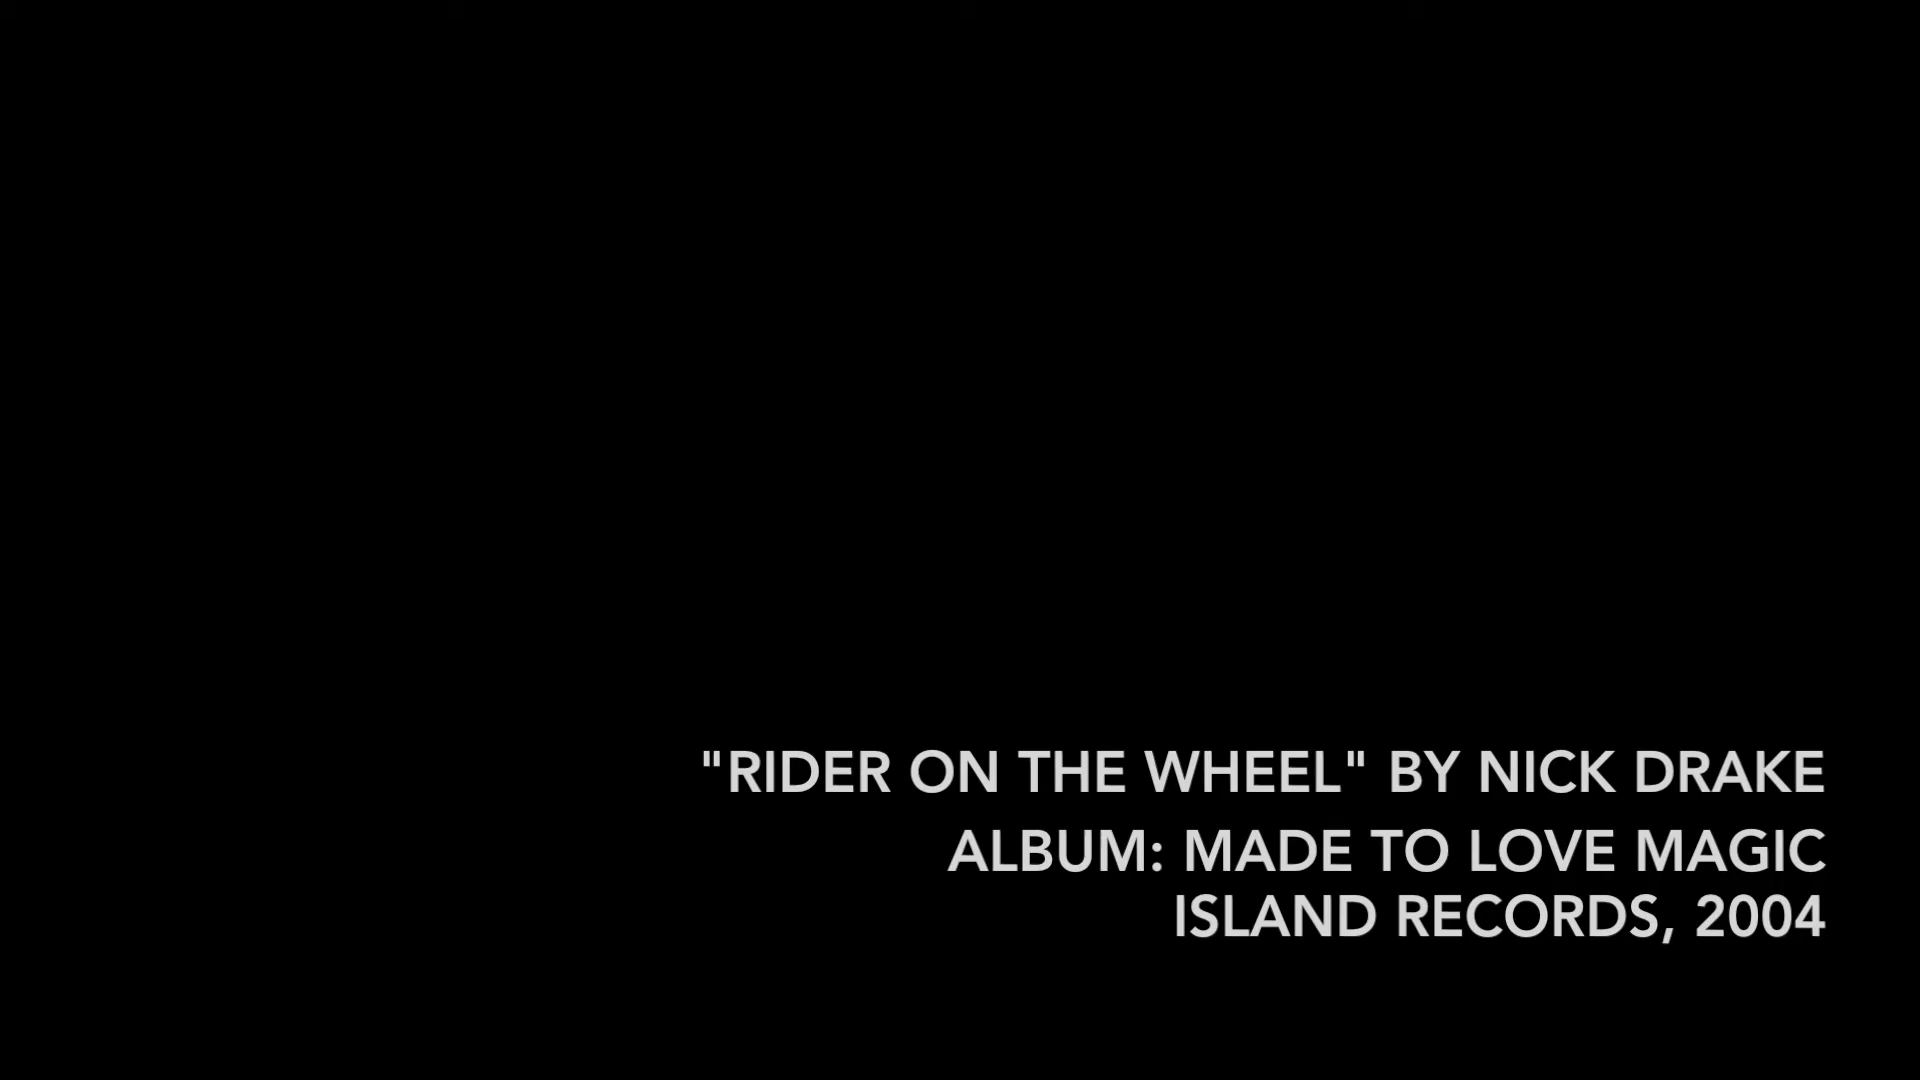 "RIDER ON THE WHEEL" BY NICK DRAKE
ALBUM: MADE TO LOVE MAGIC
ISLAND RECORDS, 2004